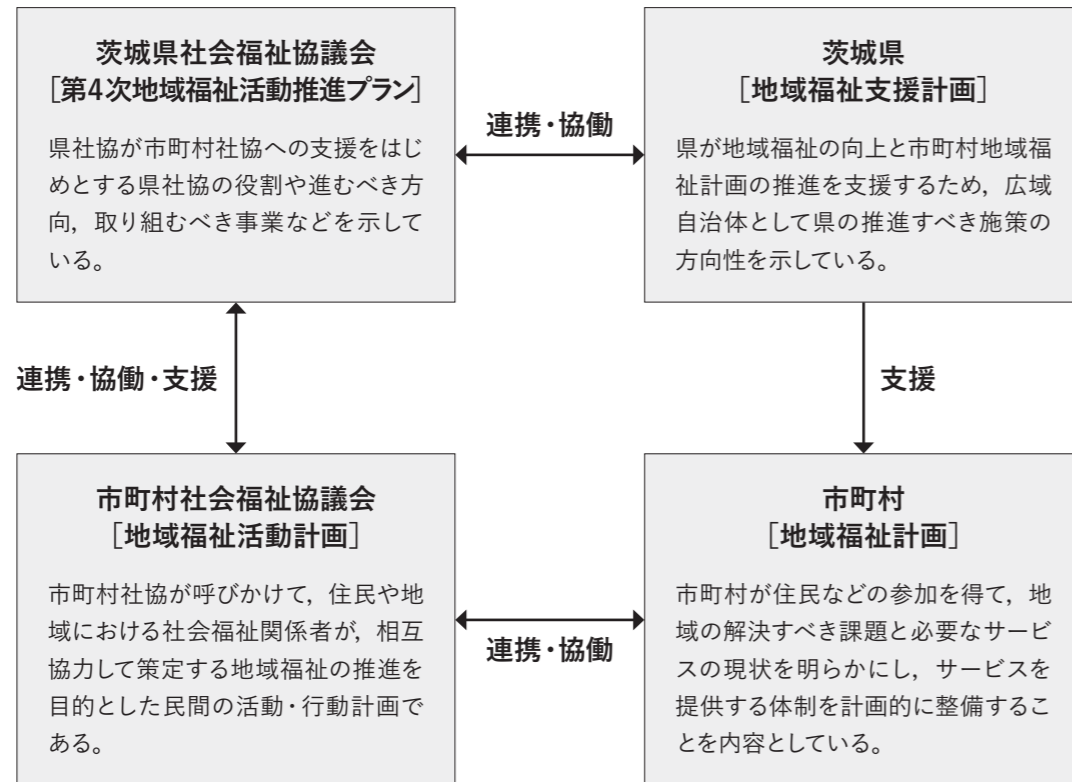 茨城県社会福祉協議会
［第4次地域福祉活動推進プラン］
県社協が市町村社協への支援をはじ
めとする県社協の役割や進むべき方
向，取り組むべき事業などを示して
いる。
連携・協働
茨城県
［地域福祉支援計画］
県が地域福祉の向上と市町村地域福
祉計画の推進を支援するため，広域
自治体として県の推進すべき施策の
方向性を示している。
連携・協働・支援
支援
市町村社会福祉協議会
［地域福祉活動計画］
市町村社協が呼びかけて，住民や地
域における社会福祉関係者が，相互
協力して策定する地域福祉の推進を
目的とした民間の活動・行動計画で
ある。
連携・協働
市町村
［地域福祉計画］
市町村が住民などの参加を得て，地
域の解決すべき課題と必要なサービ
スの現状を明らかにし，サービスを
提供する体制を計画的に整備するこ
とを内容としている。